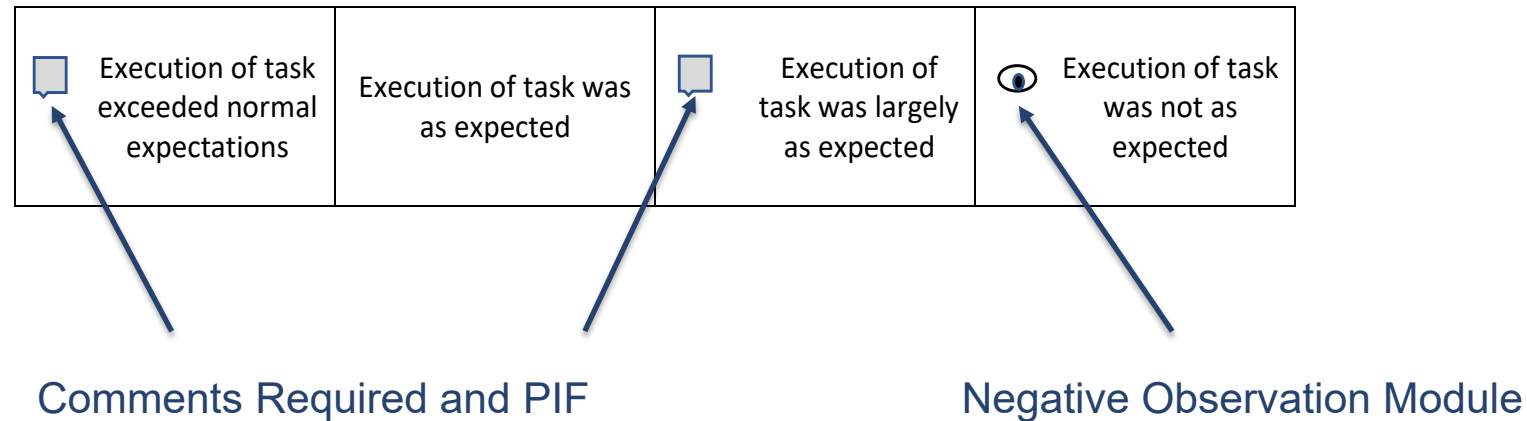 Execution of task
exceeded normal
expectations
Execution of task was
as expected
Execution of
task was largely
as expected
Execution of task
was not as
expected
Comments Required and PIF
Negative Observation Module